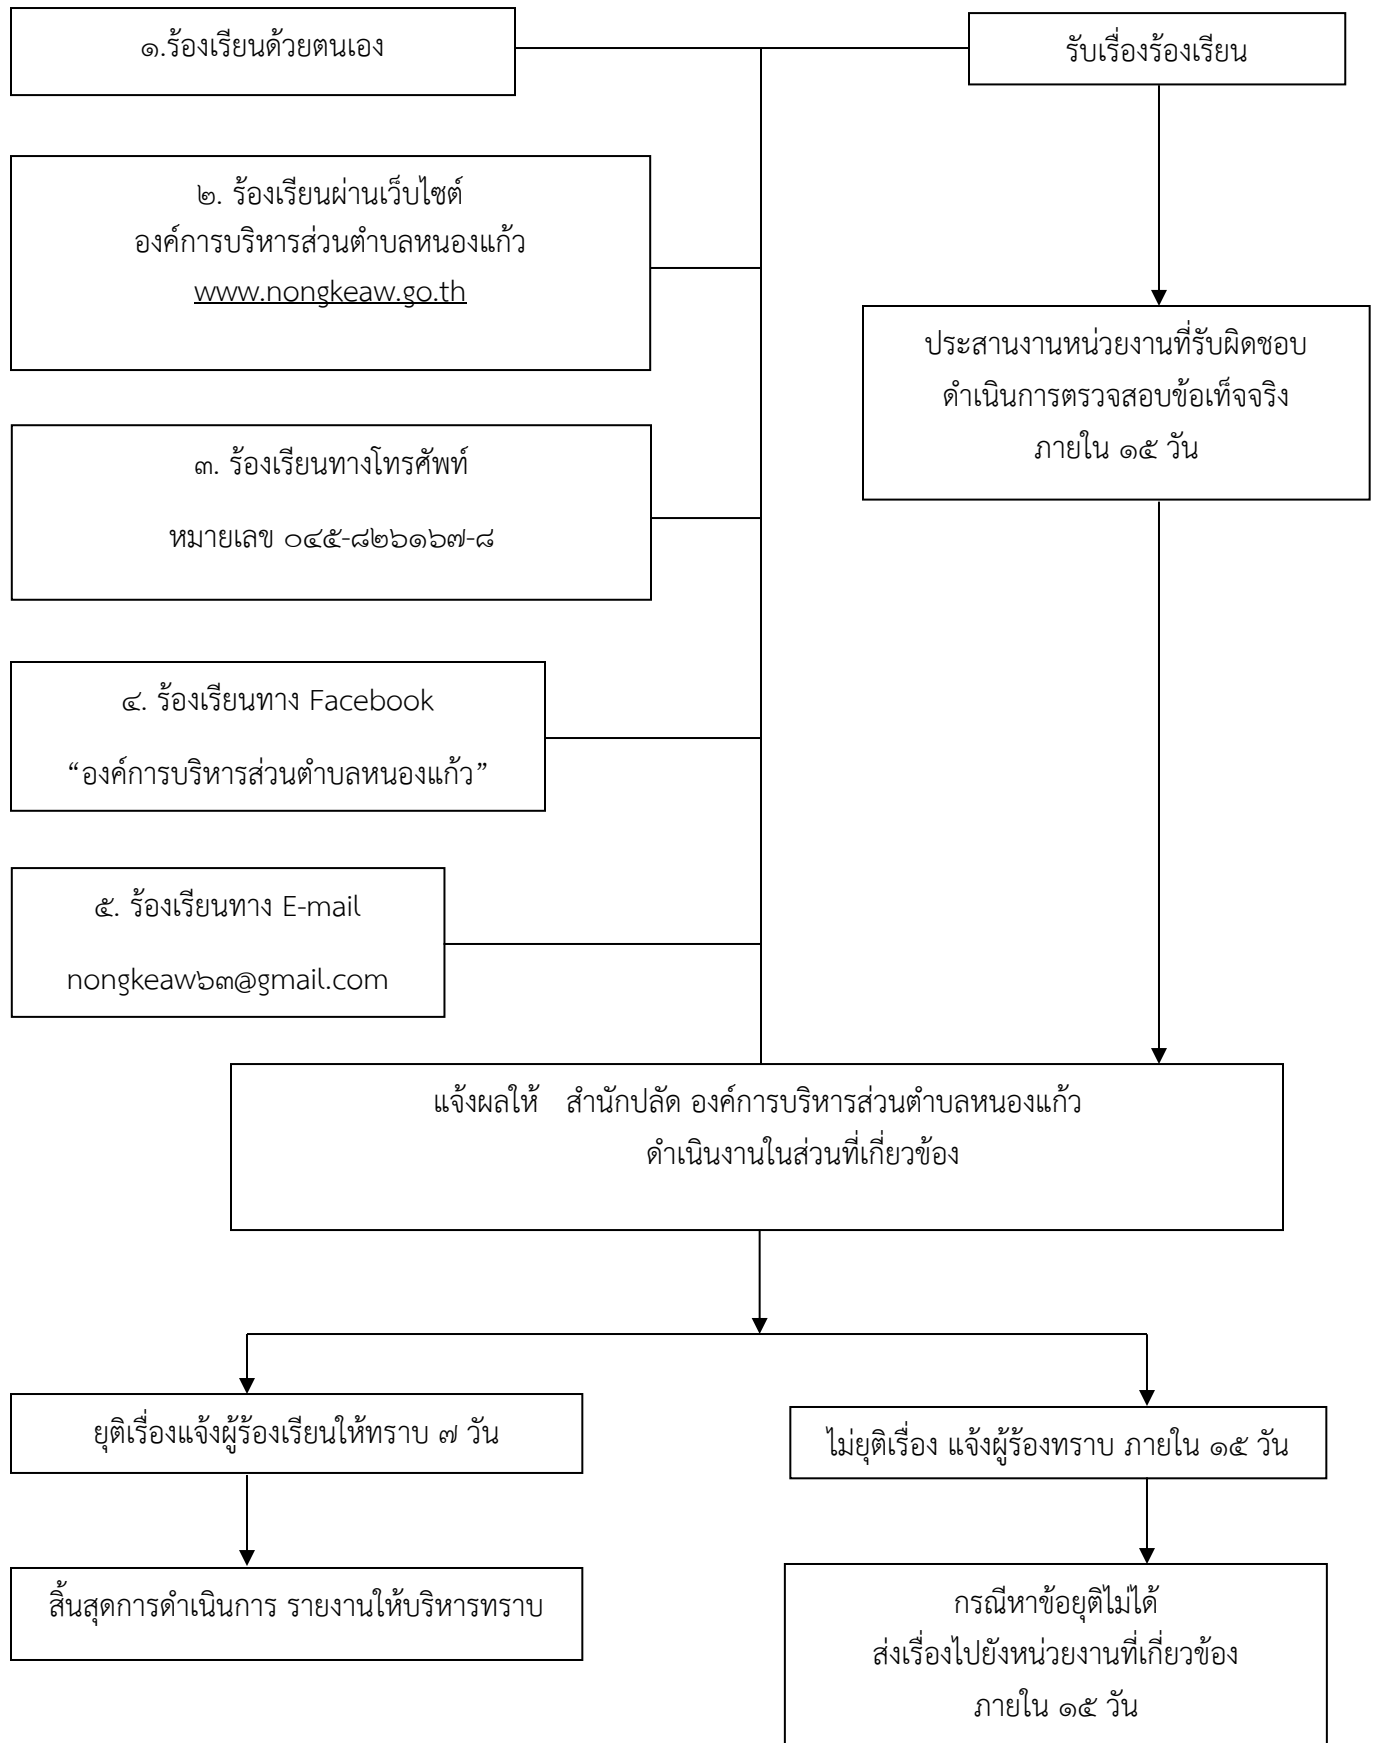 ๑.ร้องเรียนด้วยตนเอง
รับเรื่องร้องเรียน
๒. ร้องเรียนผ่านเว็บไซต์
องค์การบริหารส่วนตำบลหนองแก้ว
www.nongkeaw.go.th
ประสานงานหน่วยงานที่รับผิดชอบ
ดำเนินการตรวจสอบข้อเท็จจริง
ภายใน ๑๕ วัน
๓. ร้องเรียนทางโทรศัพท์
หมายเลข ๐๔๕-๘๒๖๑๖๗-๘
๔. ร้องเรียนทาง Facebook
“องค์การบริหารส่วนตำบลหนองแก้ว”
๕. ร้องเรียนทาง E-mail
nongkeaw๖๓@gmail.com
แจ้งผลให้ สำนักปลัด องค์การบริหารส่วนตำบลหนองแก้ว
ดำเนินงานในส่วนที่เกี่ยวข้อง
ยุติเรื่องแจ้งผู้ร้องเรียนให้ทราบ ๗ วัน
ไม่ยุติเรื่อง แจ้งผู้ร้องทราบ ภายใน ๑๕ วัน
สิ้นสุดการดำเนินการ รายงานให้บริหารทราบ
กรณีหาข้อยุติไม่ได้
ส่งเรื่องไปยังหน่วยงานที่เกี่ยวข้อง
ภายใน ๑๕ วัน